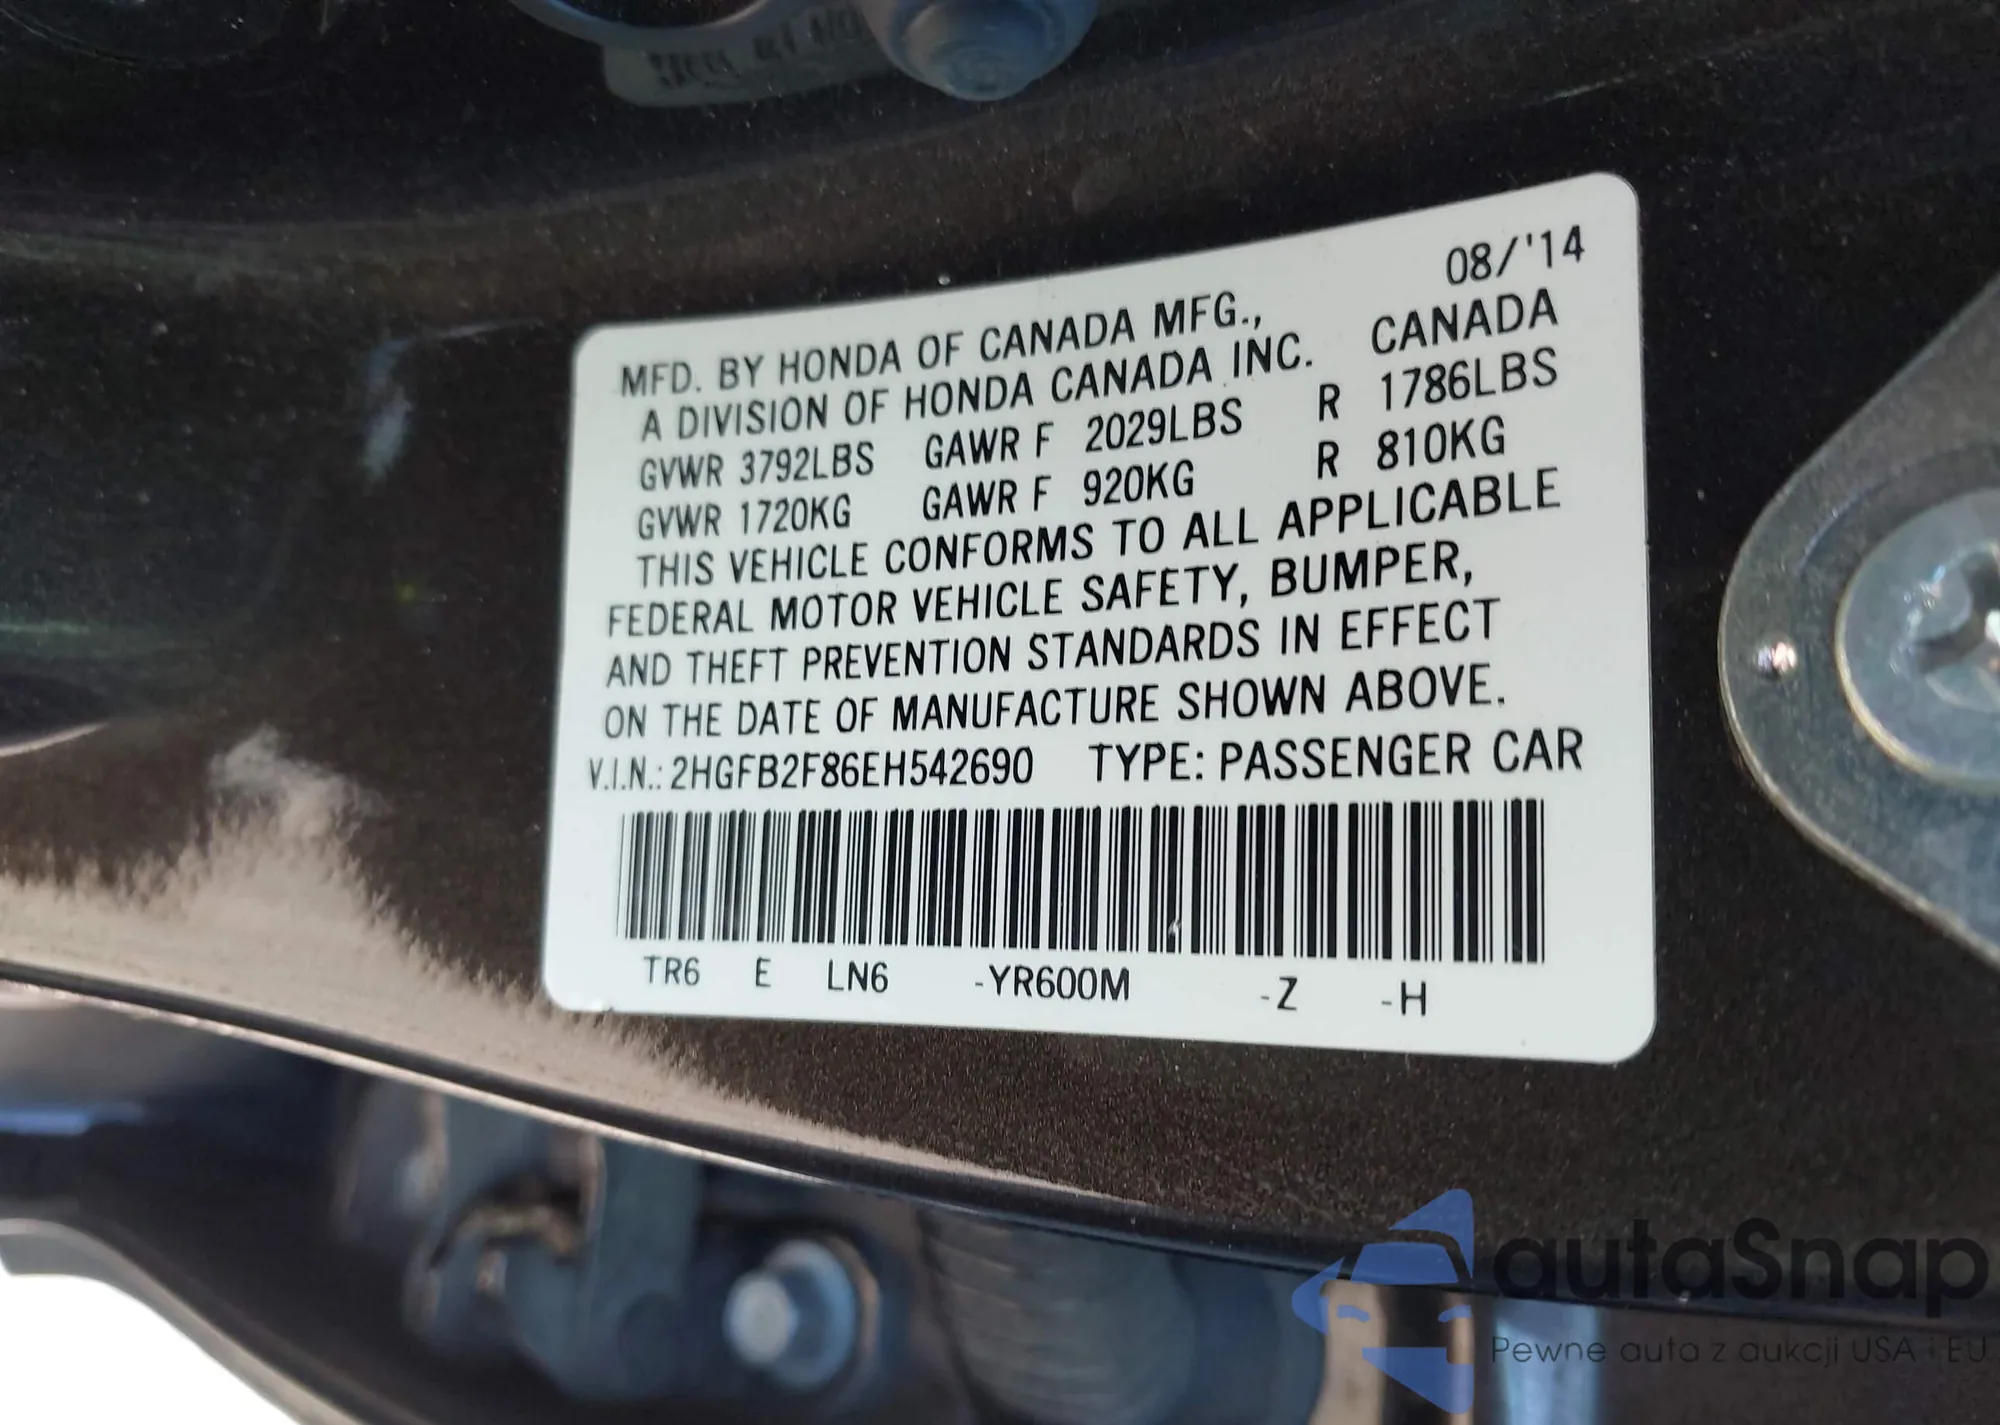 08/'14
MFD. BY HONDA OF CANADA MFG., CANADA
A DIVISION OF HONDA CANADA INC.
GVWR 3792LBS GAWR F 2029LBS R 1786LBS
GVWR 1720KG GAWR F 920KG R 810KG
THIS VEHICLE CONFORMS TO ALL APPLICABLE
FEDERAL MOTOR VEHICLE SAFETY, BUMPER,
AND THEFT PREVENTION STANDARDS IN EFFECT
ON THE DATE OF MANUFACTURE SHOWN ABOVE.
V.I.N.: 2HGFB2F86EH542690 TYPE: PASSENGER CAR
TR6 E LN6 -YR600M -Z -H
autaSnap
Pewne auta z aukcji USA i EU